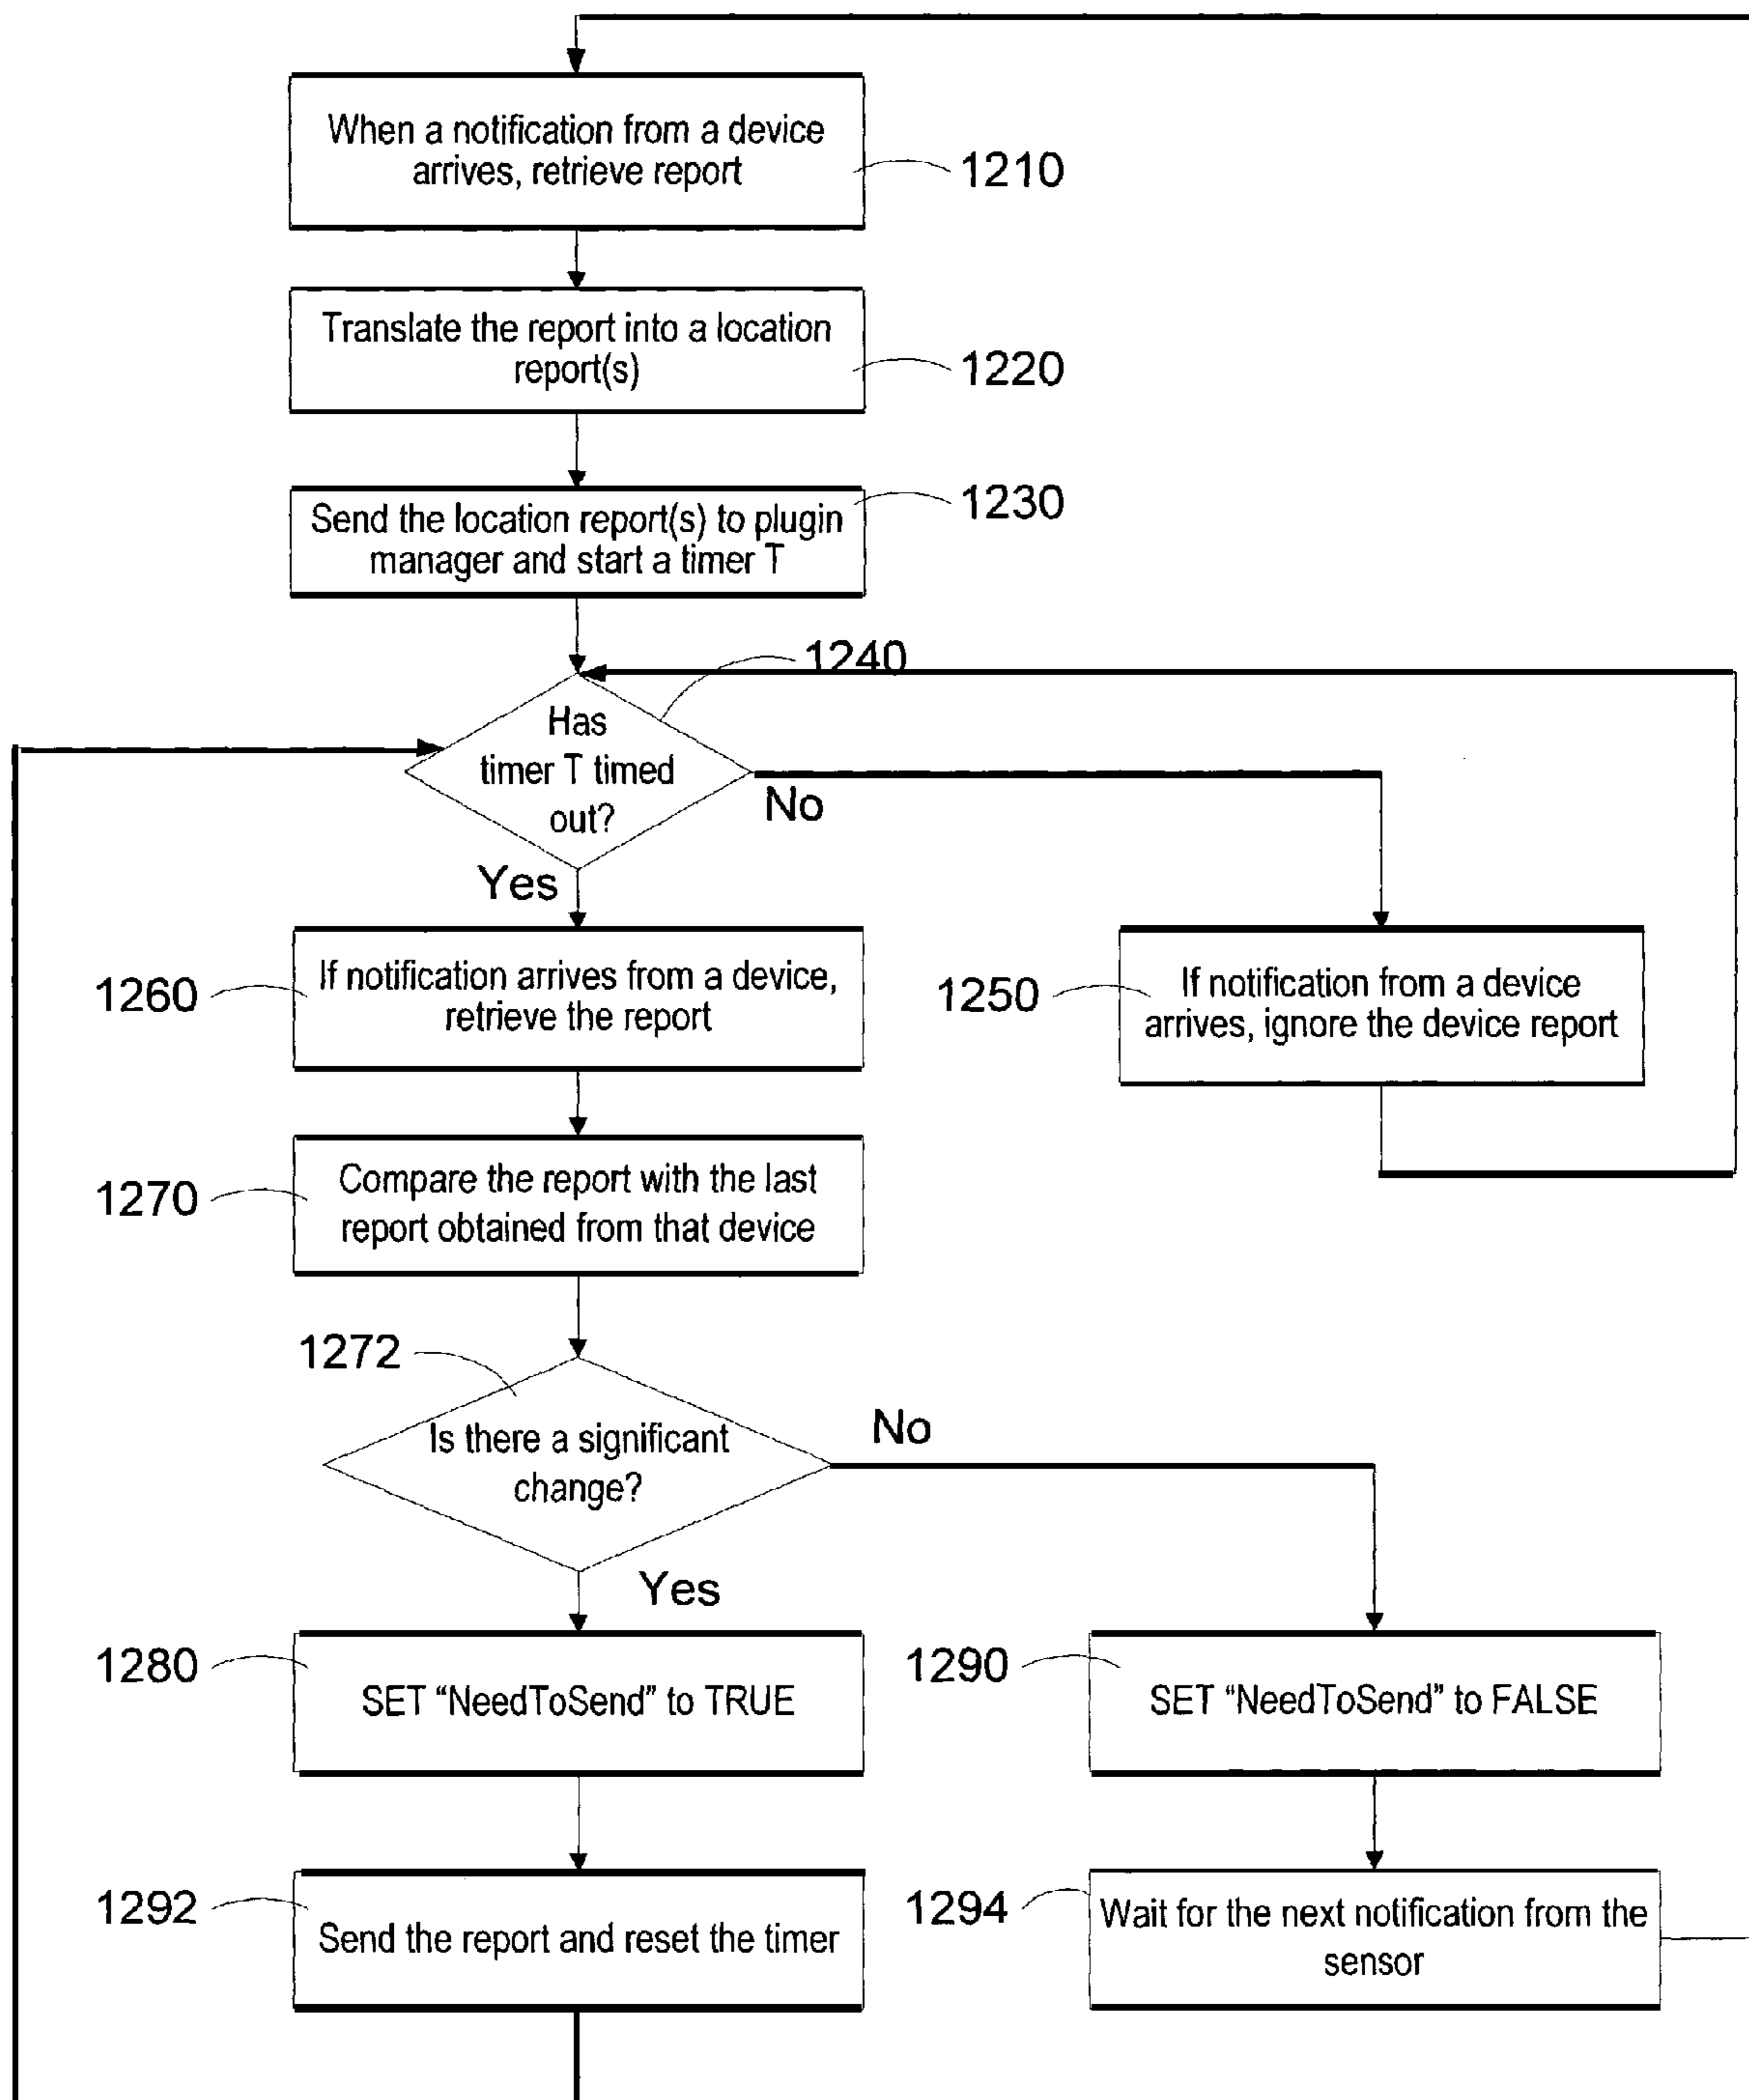 When a notification from a device
arrives, retrieve report
1210
Translate the report into a location
report(s)
1220
1230
Send the location report(s) to plugin
manager and start a timer T
1240
Has
timer T timed
out?
No
Yes
1260
If notification arrives from a device,
retrieve the report
1250
If notification from a device
arrives, ignore the device report
1270
Compare the report with the last
report obtained from that device
1272
Is there a significant
change?
No
Yes
1280
SET “NeedToSend” to TRUE
1290
SET “NeedToSend” to FALSE
1292
Send the report and reset the timer
1294
Wait for the next notification from the
sensor